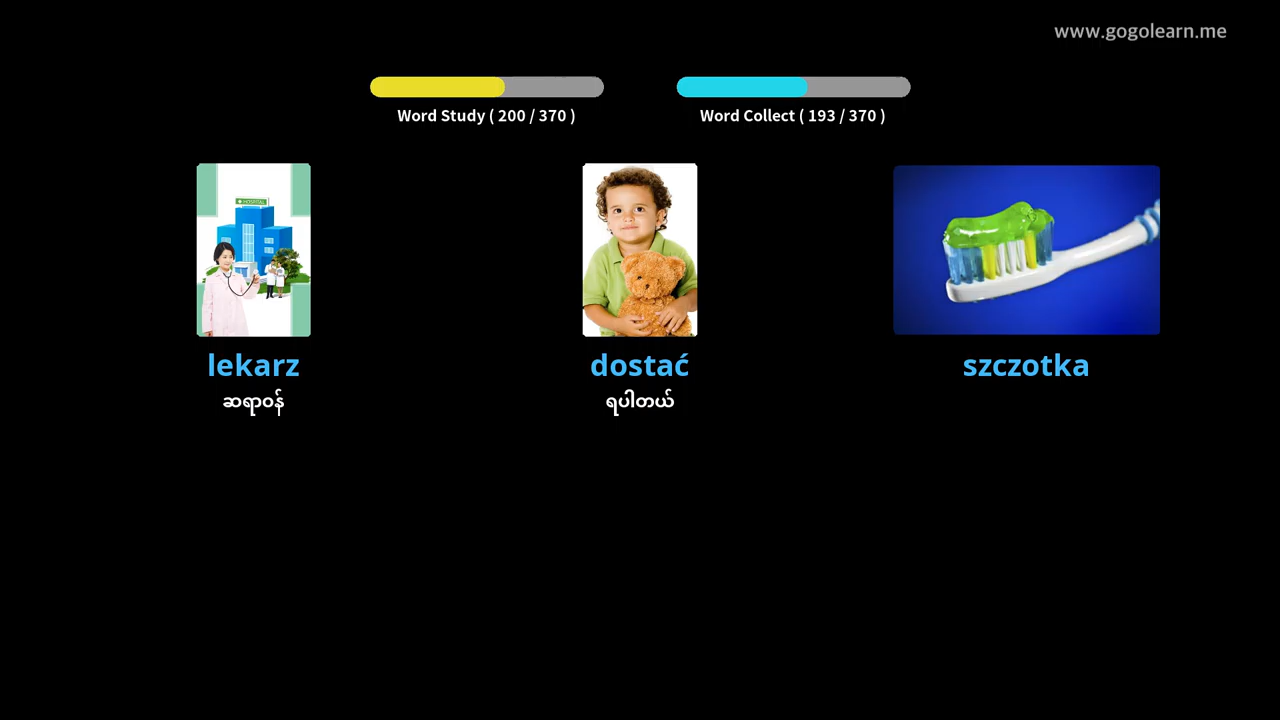 www.gogolearn.me
Word Study ( 200 / 370 )
Word Collect ( 193 / 370 )
HOSPITAL
lekarz
dostać
szczotka
ဆရာဝန်
ရပါတယ်